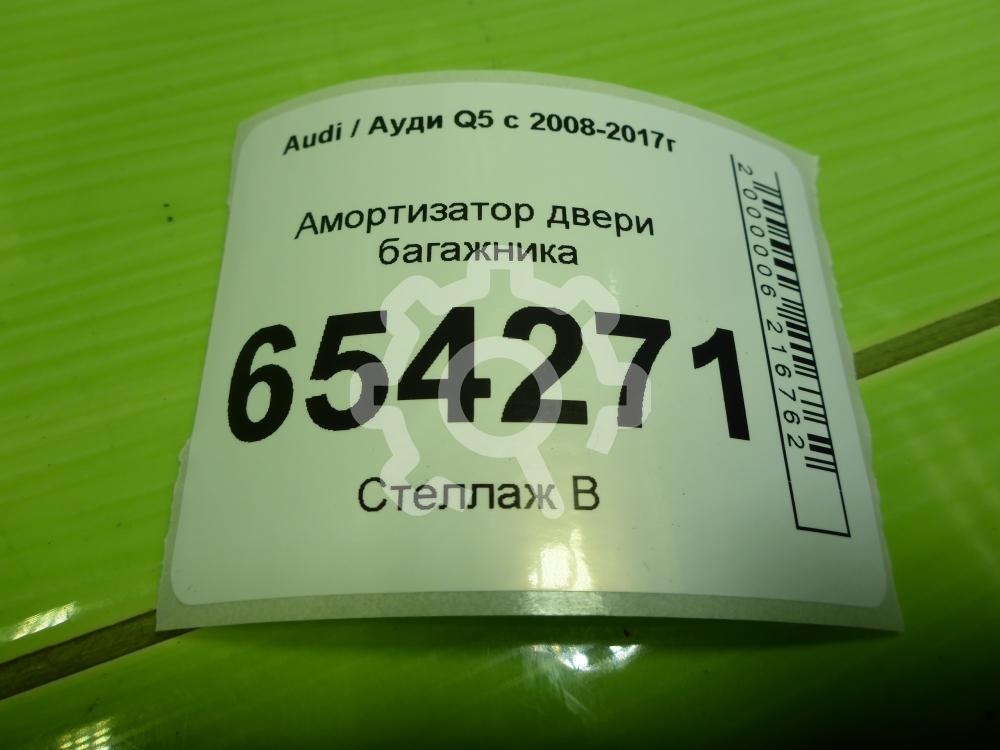 Audi / Ауди Q5 с 2008-2017г
Амортизатор двери
багажника
654271
Стеллаж В
2000006216762